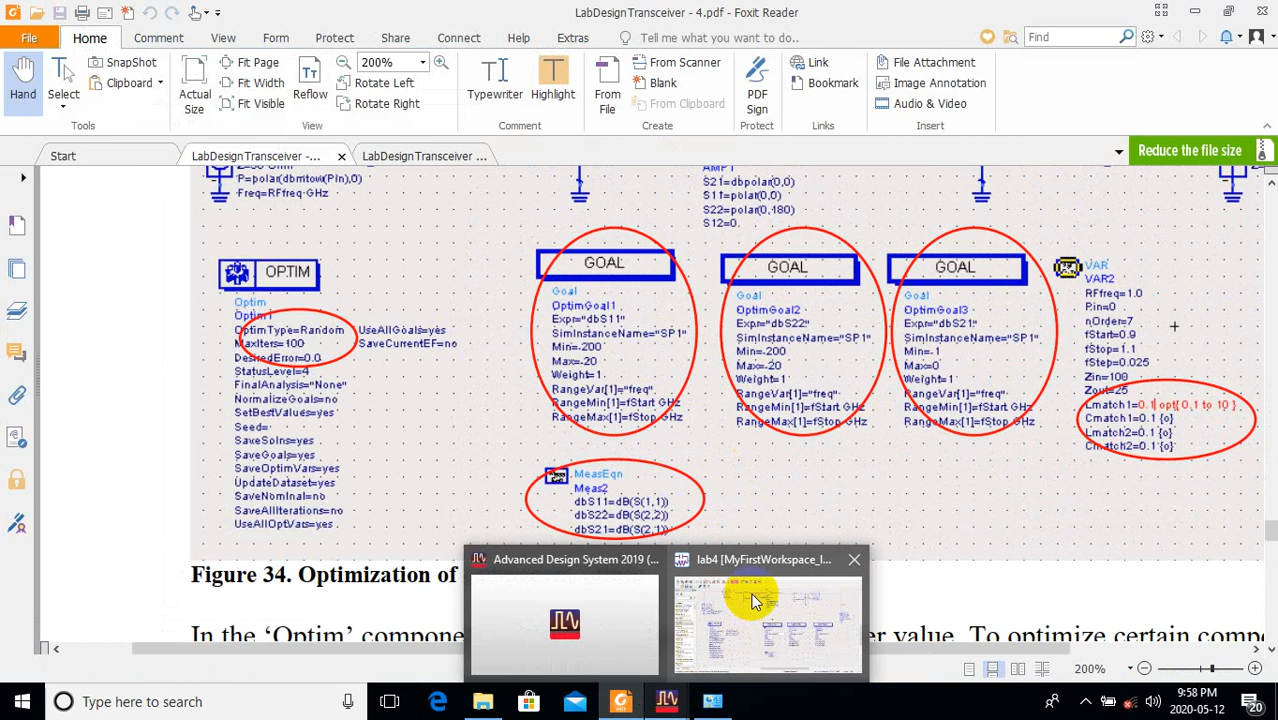 LabDesignTransceiver - 4.pdf - Foxit Reader
File Home Comment View Form Protect Share Connect Help Extras Tell me what you want to do.. Find
Hand
Select
SnapShot
Clipboard
Actual Size
Fit Page
Fit Width
Fit Visible
Reflow
200%
Rotate Left
Rotate Right
Typewriter
Highlight
From File
From Scanner
Blank
From Clipboard
PDF Sign
Link
Bookmark
File Attachment
Image Annotation
Audio & Video
Tools View Comment Create Protect Links Insert
Start LabDesignTransceiver -... LabDesignTransceiver ... Reduce the file size
P=polar(dbmtow(Pin),0)
Freq=RFfreq GHz
AMP1
S21=dbpolar(0,0)
S11=polar(0,0)
S22=polar(0,180)
S12=0.
OPTIM
Optim
Optim1
OptimType=Random
MaxIters=100
DesiredError=0.0
StatusLevel=4
FinalAnalysis="None"
NormalizeGoals=no
SetBestValues=yes
Seed=
SaveSolns=yes
SaveGoals=yes
SaveOptimVars=yes
UpdateDataset=yes
SaveNominal=no
SaveAllIterations=no
UseAllOptVars=yes
UseAllGoals=yes
SaveCurrentEF=no
GOAL
Goal
OptimGoal1
Expr="dbS11"
SimInstanceName="SP1"
Min=-200
Max=-20
Weight=1
RangeVar[1]="freq"
RangeMin[1]=fStart GHz
RangeMax[1]=fStop GHz
GOAL
Goal
OptimGoal2
Expr="dbS22"
SimInstanceName="SP1"
Min=-200
Max=-20
Weight=1
RangeVar[1]="freq"
RangeMin[1]=fStart GHz
RangeMax[1]=fStop GHz
GOAL
Goal
OptimGoal3
Expr="dbS21"
SimInstanceName="SP1"
Min=-1
Max=0
Weight=1
RangeVar[1]="freq"
RangeMin[1]=fStart GHz
RangeMax[1]=fStop GHz
VAR
VAR2
RFfreq=1.0
Pin=0
nOrder=7
fStart=0.9
fStop=1.1
fStep=0.025
Zin=100
Zout=25
Lmatch1=0.1 opt{ 0.1 to 10 }
Cmatch1=0.1 {o}
Lmatch2=0.1 {o}
Cmatch2=0.1 {o}
MeasEqn
Meas2
dbS11=dB(S(1,1))
dbS22=dB(S(2,2))
dbS21=dB(S(2,1))
Advanced Design System 2019 (...
lab4 [MyFirstWorkspace_l...
Figure 34. Optimization of
In the 'Optim' compone
er value. To optimize certain compo
200%
Type here to search
9:58 PM
2020-05-12
20